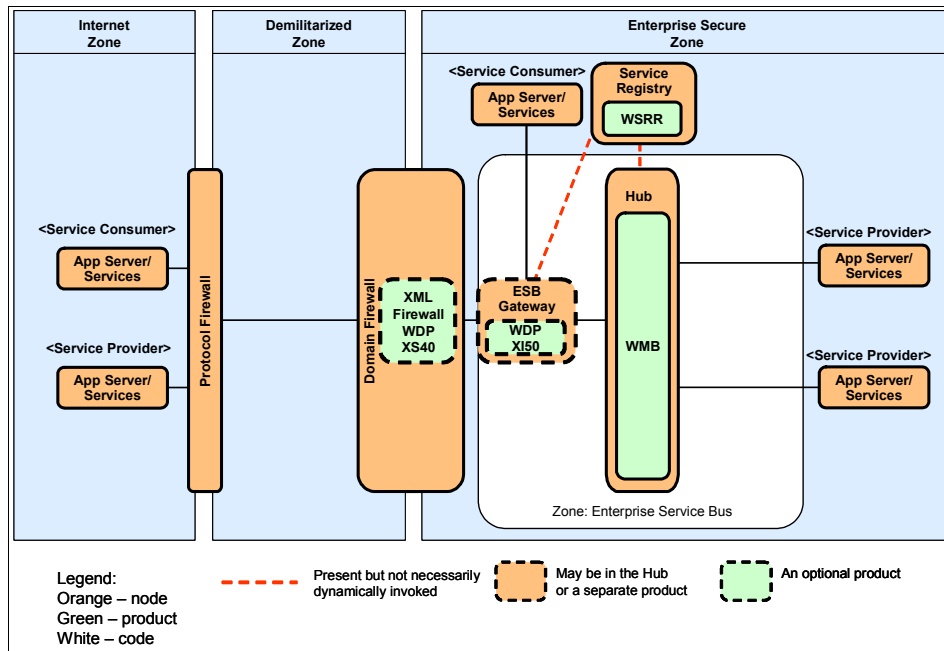 Internet
Zone
Demilitarized
Zone
Enterprise Secure
Zone
<Service Consumer>
App Server/
Services
Service
Registry
WSRR
<Service Consumer>
App Server/
Services
<Service Provider>
App Server/
Services
Protocol Firewall
Domain Firewall
XML
Firewall
WDP
XS40
ESB
Gateway
WDP
XI50
Hub
WMB
<Service Provider>
App Server/
Services
<Service Provider>
App Server/
Services
Zone: Enterprise Service Bus
Legend:
Orange – node
Green – product
White – code
Present but not necessarily
dynamically invoked
May be in the Hub
or a separate product
An optional product